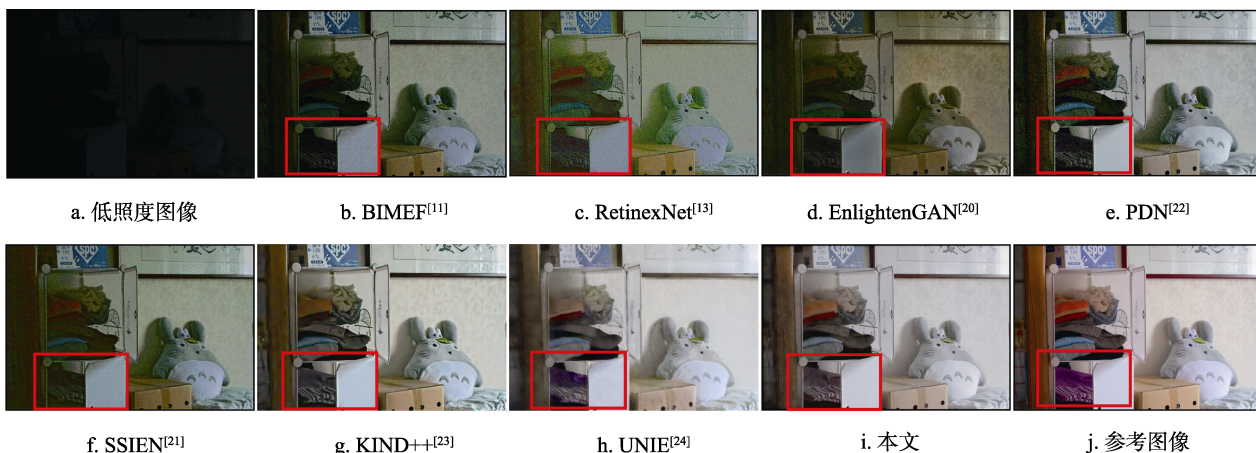 a. 低照度图像
b. BIMEF[11]
c. RetinexNet[13]
d. EnlightenGAN[20]
e. PDN[22]
f. SSIEN[21]
g. KIND++[23]
h. UNIE[24]
i. 本文
j. 参考图像